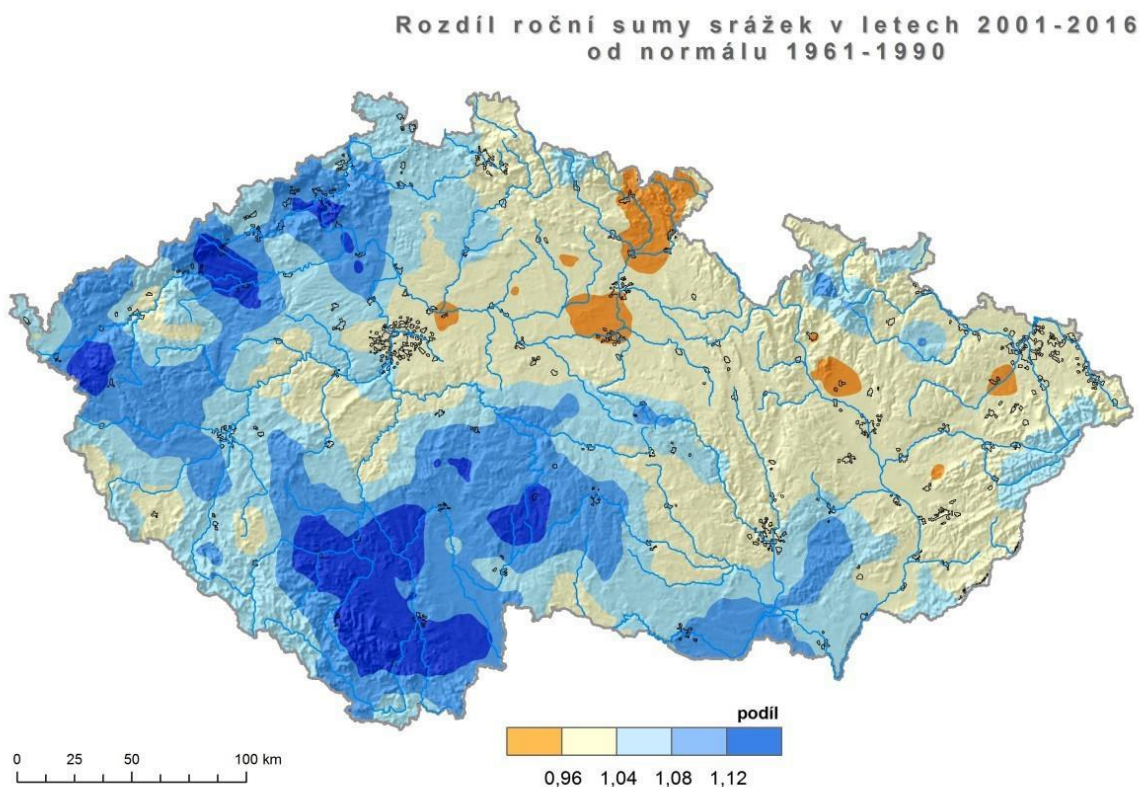 Rozdíl roční sumy srážek v letech 2001-2016
od normálu 1961-1990
podíl
0 25 50 100 km
0,96 1,04 1,08 1,12